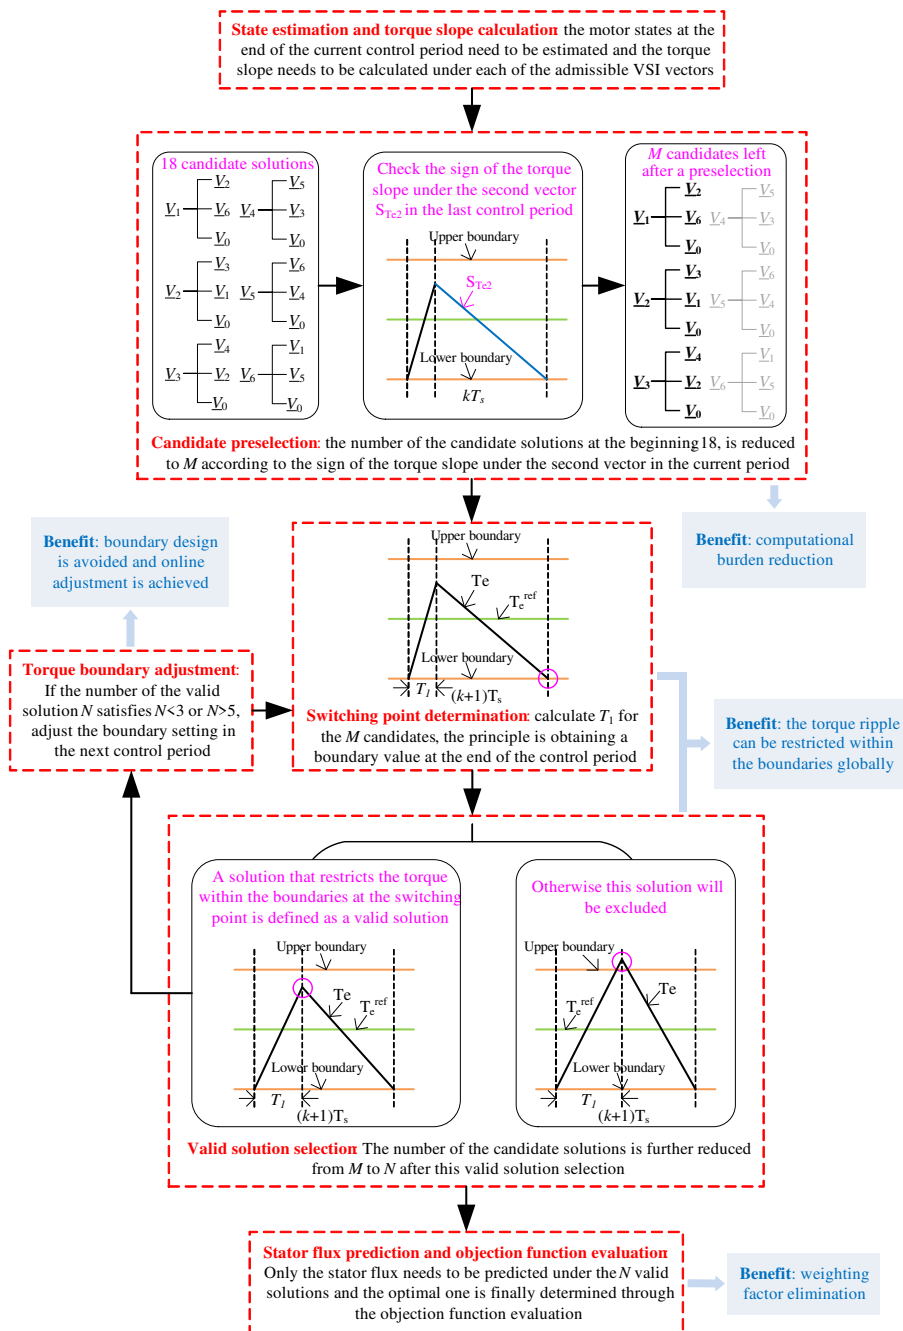 State estimation and torque slope calculation: the motor states at the
end of the current control period need to be estimated and the torque
slope needs to be calculated under each of the admissible VSI vectors
18 candidate solutions
V2
V1 V6
V0
V5
V4 V3
V0
V3
V2 V1
V0
V6
V5 V4
V0
V4
V3 V2
V0
V1
V6 V5
V0
Check the sign of the torque
slope under the second vector
STe2 in the last control period
Upper boundary
STe2
Lower boundary
kTs
M candidates left
after a preselection
V2
V1 V6
V0
V5
V4 V3
V0
V3
V2 V1
V0
V6
V5 V4
V0
V4
V3 V2
V0
V1
V6 V5
V0
Candidate preselection: the number of the candidate solutions at the beginning 18, is reduced
to M according to the sign of the torque slope under the second vector in the current period
Benefit: boundary design
is avoided and online
adjustment is achieved
Benefit: computational
burden reduction
Upper boundary
Te
Te ref
Lower boundary
T1 (k+1)Ts
Switching point determination: calculate T1 for
the M candidates, the principle is obtaining a
boundary value at the end of the control period
Torque boundary adjustment:
If the number of the valid
solution N satisfies N<3 or N>5,
adjust the boundary setting in
the next control period
Benefit: the torque ripple
can be restricted within
the boundaries globally
A solution that restricts the torque
within the boundaries at the switching
point is defined as a valid solution
Upper boundary
Te
Te ref
Lower boundary
T1
(k+1)Ts
Otherwise this solution will
be excluded
Upper boundary
Te ref
Te
Lower boundary
T1
(k+1)Ts
Valid solution selection: The number of the candidate solutions is further reduced
from M to N after this valid solution selection
Stator flux prediction and objection function evaluation:
Only the stator flux needs to be predicted under the N valid
solutions and the optimal one is finally determined through
the objection function evaluation
Benefit: weighting
factor elimination